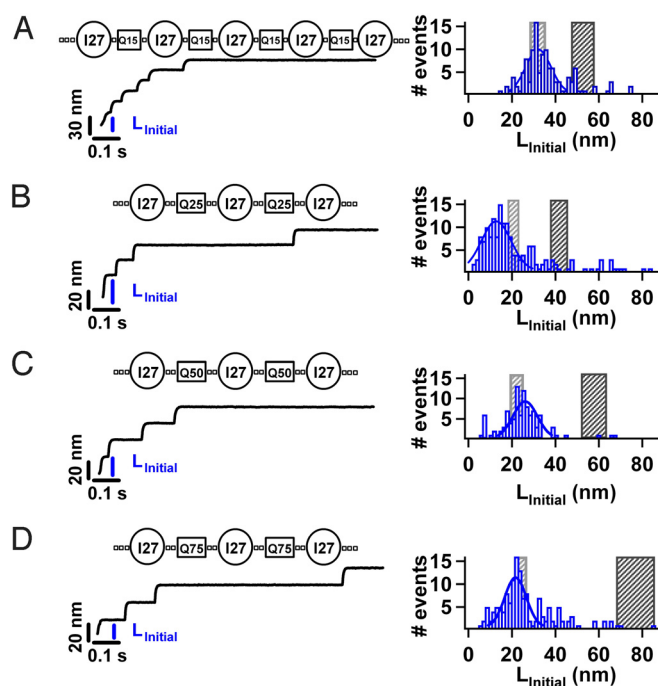 A
I27 Q15 I27 Q15 I27 Q15 I27 Q15 I27
30 nm
0.1 s
LInitial
# events
15
10
5
0 20 40 60 80
LInitial (nm)
B
I27 Q25 I27 Q25 I27
20 nm
0.1 s
LInitial
# events
15
10
5
0 20 40 60 80
LInitial (nm)
C
I27 Q50 I27 Q50 I27
20 nm
0.1 s
LInitial
# events
15
10
5
0 20 40 60 80
LInitial (nm)
D
I27 Q75 I27 Q75 I27
20 nm
0.1 s
LInitial
# events
15
10
5
0 20 40 60 80
LInitial (nm)